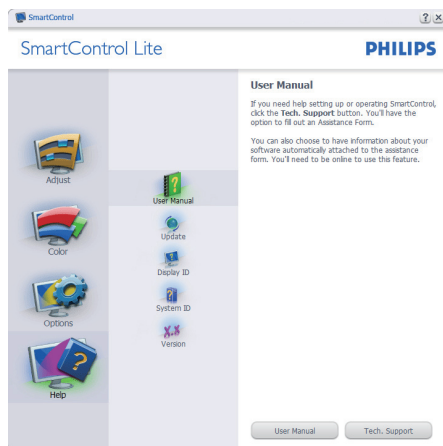 SmartControl
SmartControl Lite
PHILIPS
Adjust
Color
Options
Help
User Manual
Update
Display ID
System ID
X.X
Version
User Manual
If you need help setting up or operating SmartControl,
click the Tech. Support button. You'll have the
option to fill out an Assistance Form.
You can also choose to have information about your
software automatically attached to the assistance
form. You'll need to be online to use this feature.
User Manual
Tech. Support